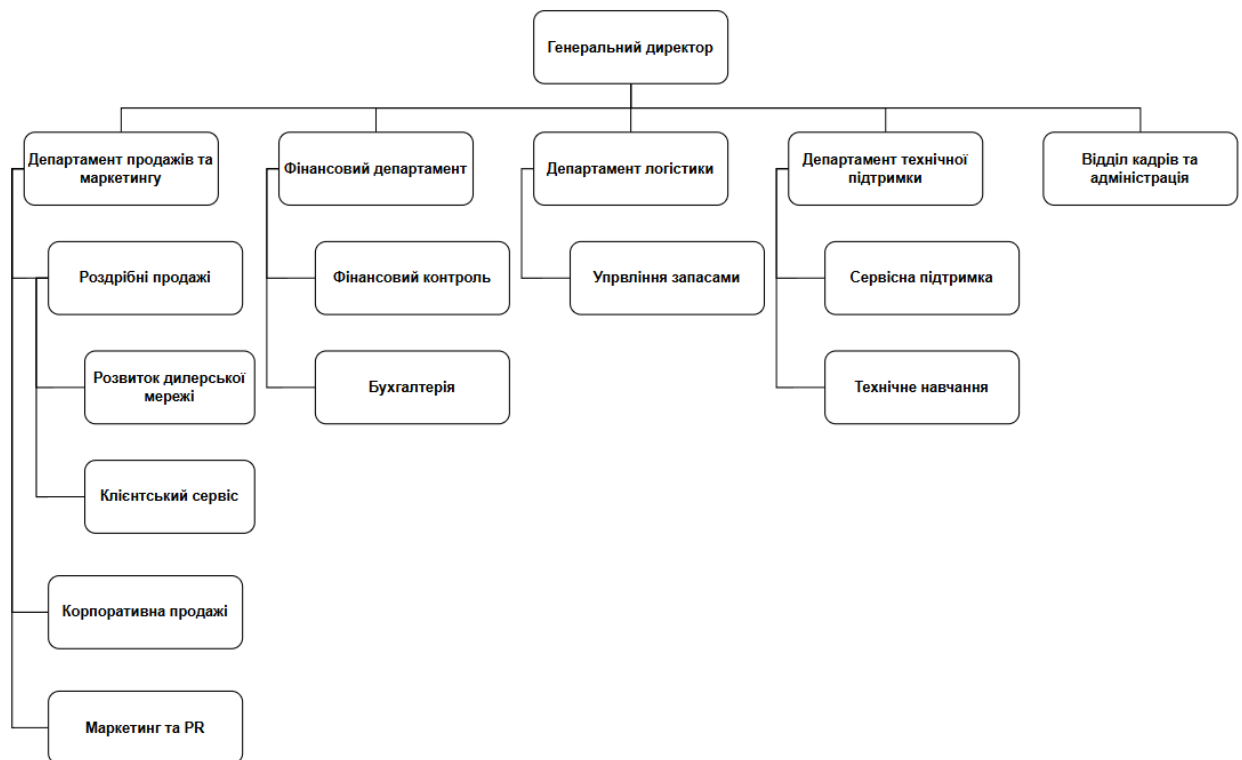 Генеральний директор
Департамент продажів та
маркетингу
Фінансовий департамент
Департамент логістики
Департамент технічної
підтримки
Відділ кадрів та
адміністрація
Роздрібні продажі
Фінансовий контроль
Упрвління запасами
Сервісна підтримка
Розвиток дилерської
мережі
Бухгалтерія
Технічне навчання
Клієнтський сервіс
Корпоративна продажі
Маркетинг та PR